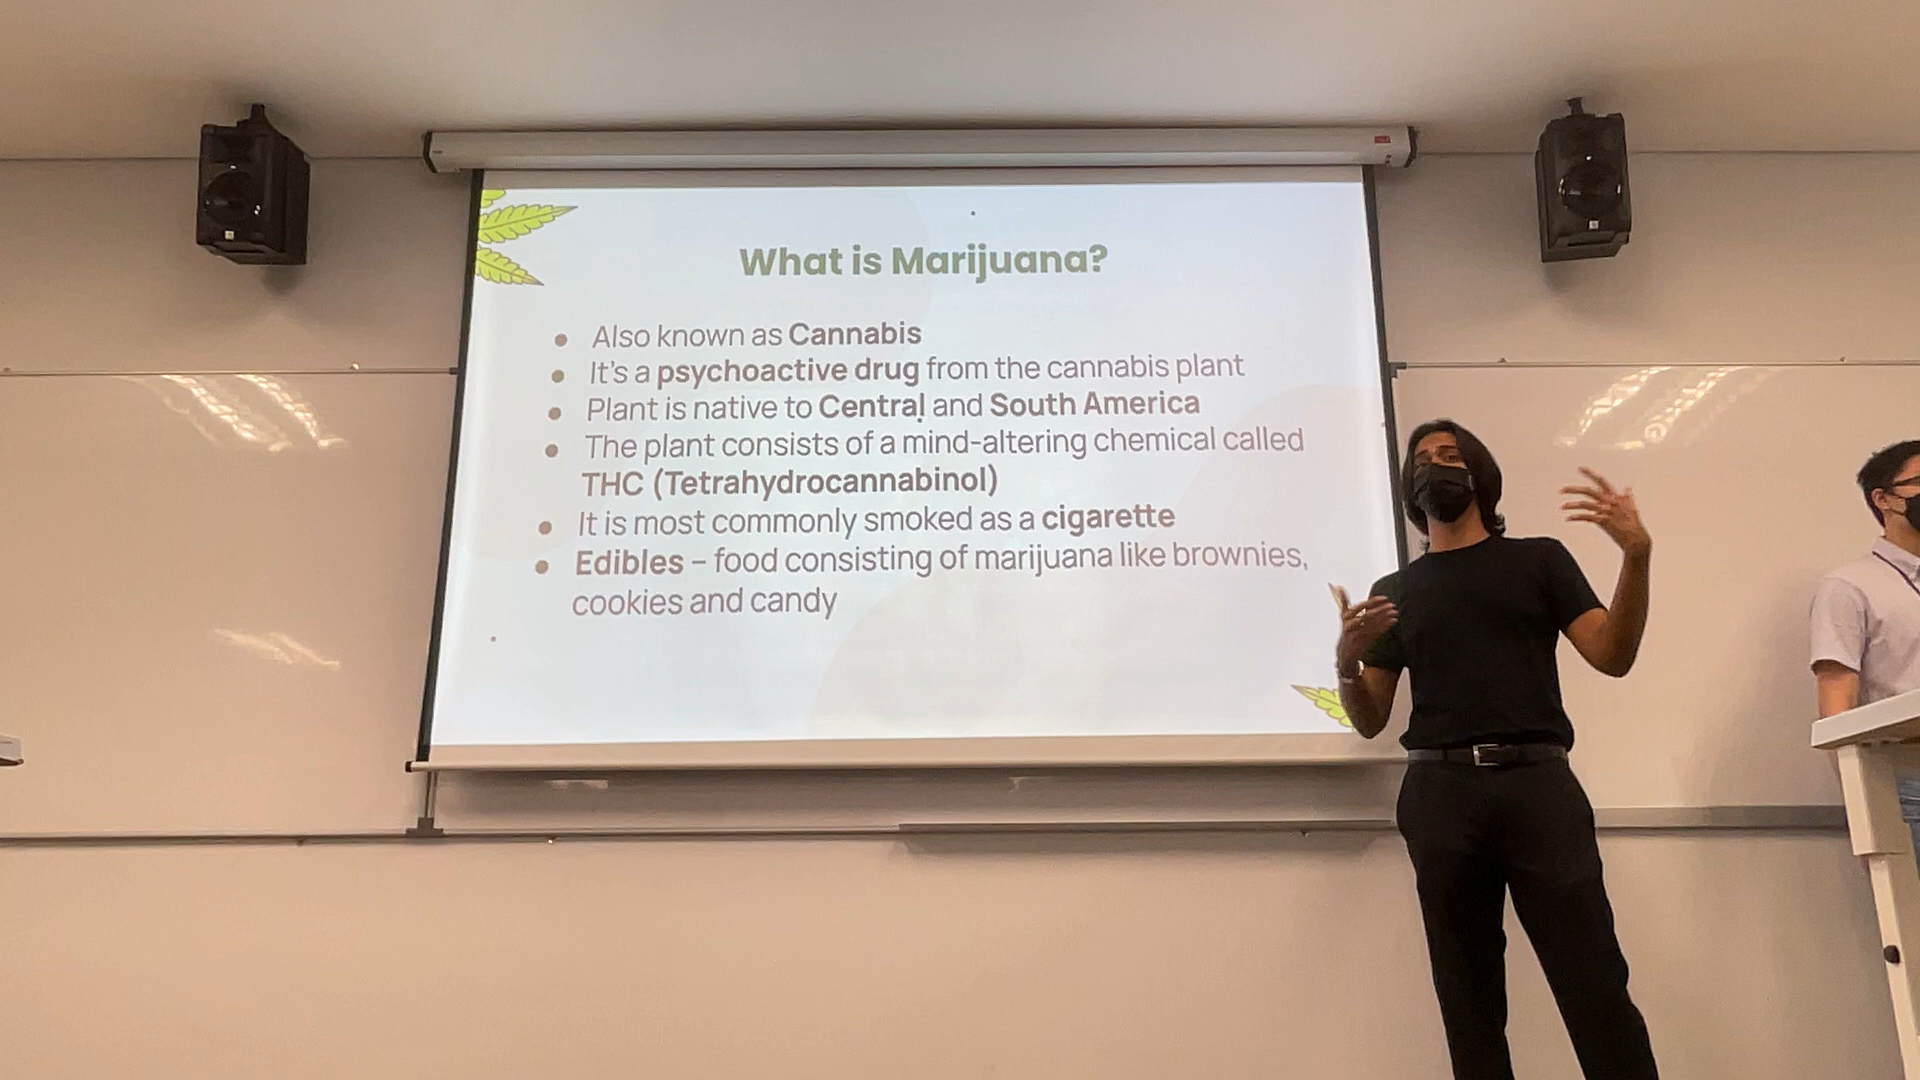 What is Marijuana?
● Also known as Cannabis
● It's a psychoactive drug from the cannabis plant
● Plant is native to Central and South America
● The plant consists of a mind-altering chemical called
THC (Tetrahydrocannabinol)
● It is most commonly smoked as a cigarette
● Edibles – food consisting of marijuana like brownies,
cookies and candy